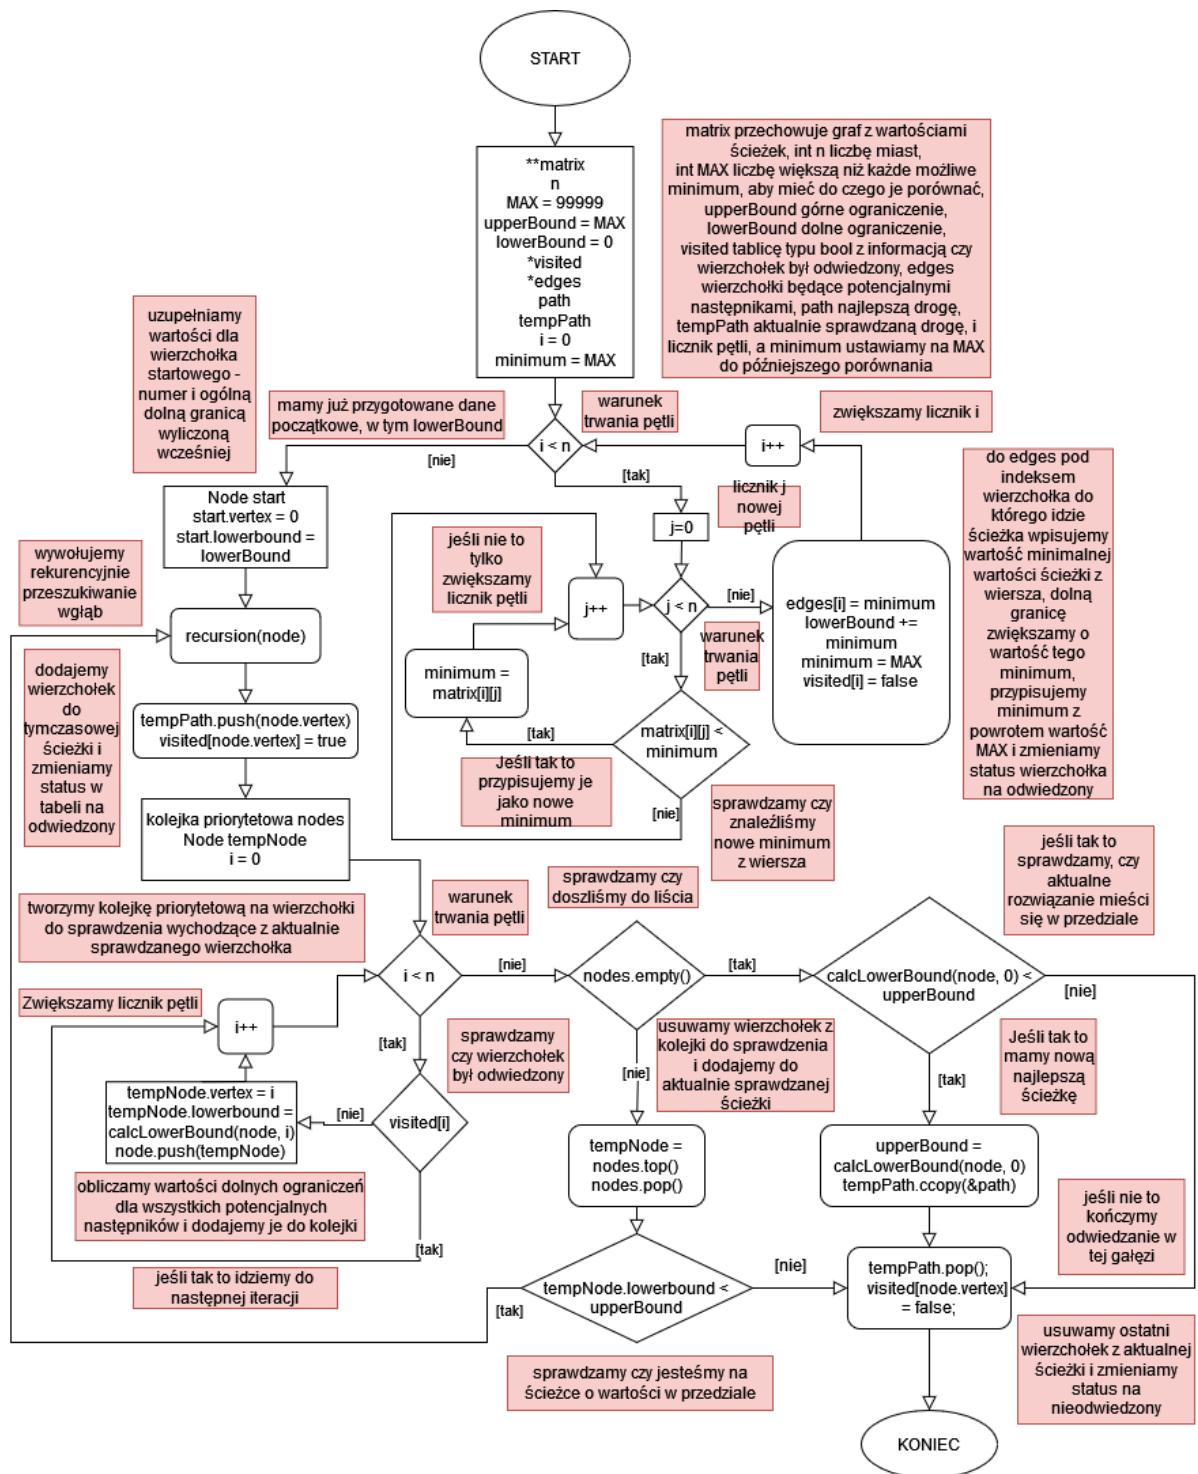 START
**matrix
n
MAX = 99999
upperBound = MAX
lowerBound = 0
*visited
*edges
path
tempPath
i = 0
minimum = MAX
matrix przechowuje graf z wartościami
ścieżek, int n liczbę miast,
int MAX liczbę większą niż każde możliwe
minimum, aby mieć do czego je porównać,
upperBound górne ograniczenie,
lowerBound dolne ograniczenie,
visited tablicę typu bool z informacją czy
wierzchołek był odwiedzony, edges
wierzchołki będące potencjalnymi
następnikami, path najlepszą drogę,
tempPath aktualnie sprawdzaną drogę, i
licznik pętli, a minimum ustawiamy na MAX
do późniejszego porównania
uzupełniamy
wartości dla
wierzchołka
startowego -
numer i ogólną
dolną granicą
wyliczoną
wcześniej
mamy już przygotowane dane
początkowe, w tym lowerBound
warunek
trwania pętli
zwiększamy licznik i
i < n
i++
[nie]
[tak]
Node start
start.vertex = 0
start.lowerbound =
lowerBound
licznik j
nowej
pętli
j=0
do edges pod
indeksem
wierzchołka do
którego idzie
ścieżka wpisujemy
wartość minimalnej
wartości ścieżki z
wiersza, dolną
granicę
zwiększamy o
wartość tego
minimum,
przypisujemy
minimum z
powrotem wartość
MAX i zmieniamy
status wierzchołka
na odwiedzony
wywołujemy
rekurencyjnie
przeszukiwanie
wgłąb
jeśli nie to
tylko
zwiększamy
licznik pętli
j++
j < n
[nie]
edges[i] = minimum
lowerBound +=
minimum
minimum = MAX
visited[i] = false
recursion(node)
warunek
trwania
pętli
[tak]
dodajemy
wierzchołek
do
tymczasowej
ścieżki i
zmieniamy
status w
tabeli na
odwiedzony
minimum =
matrix[i][j]
tempPath.push(node.vertex)
visited[node.vertex] = true
[tak]
matrix[i][j] <
minimum
Jeśli tak to
przypisujemy je
jako nowe
minimum
[nie]
sprawdzamy czy
znaleźliśmy
nowe minimum
z wiersza
kolejka priorytetowa nodes
Node tempNode
i = 0
jeśli tak to
sprawdzamy, czy
aktualne
rozwiązanie mieści
się w przedziale
sprawdzamy czy
doszliśmy do liścia
warunek
trwania pętli
tworzymy kolejkę priorytetową na wierzchołki
do sprawdzenia wychodzące z aktualnie
sprawdzanego wierzchołka
i < n
[nie]
nodes.empty()
[tak]
calcLowerBound(node, 0) <
upperBound
[nie]
Zwiększamy licznik pętli
i++
[tak]
sprawdzamy
czy wierzchołek
był odwiedzony
[nie]
usuwamy wierzchołek z
kolejki do sprawdzenia
i dodajemy do
aktualnie sprawdzanej
ścieżki
[tak]
Jeśli tak to
mamy nową
najlepszą
ścieżkę
tempNode.vertex = i
tempNode.lowerbound =
calcLowerBound(node, i)
node.push(tempNode)
[nie]
visited[i]
tempNode =
nodes.top()
nodes.pop()
upperBound =
calcLowerBound(node, 0)
tempPath.ccopy(&path)
obliczamy wartości dolnych ograniczeń
dla wszystkich potencjalnych
następników i dodajemy je do kolejki
[tak]
jeśli nie to
kończymy
odwiedzanie w
tej gałęzi
jeśli tak to idziemy do
następnej iteracji
[tak]
tempNode.lowerbound <
upperBound
[nie]
tempPath.pop();
visited[node.vertex]
= false;
sprawdzamy czy jesteśmy na
ścieżce o wartości w przedziale
usuwamy ostatni
wierzchołek z aktualnej
ścieżki i zmieniamy
status na
nieodwiedzony
KONIEC